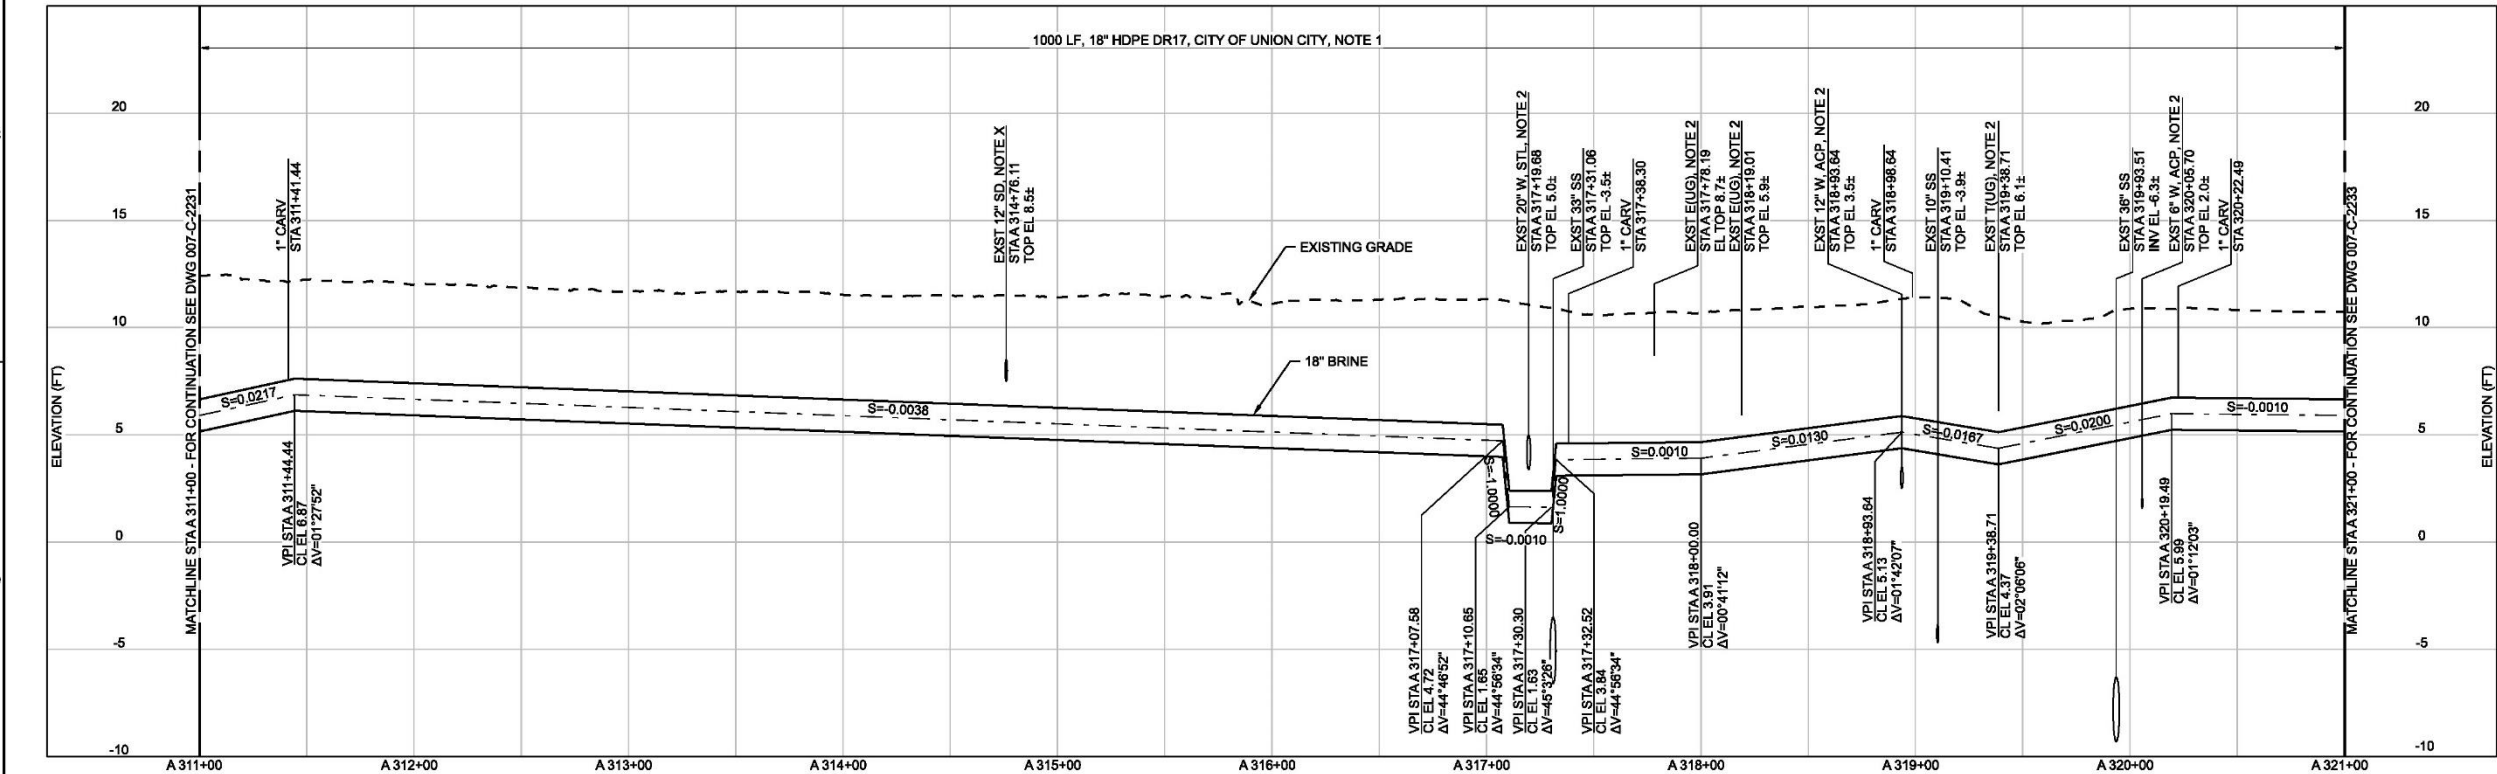 1000 LF, 18" HDPE DR17, CITY OF UNION CITY, NOTE 1
20
15
10
5
0
-5
-10
ELEVATION (FT)
MATCHLINE STA A 311+00 - FOR CONTINUATION SEE DWG 007-C-2231
1" CARV
STA 311+41.44
EXST 12" SD, NOTE X
STA A 314+76.11
TOP EL 8.5±
EXISTING GRADE
18" BRINE
EXST 20" W, STL, NOTE 2
STA A 317+19.68
TOP EL 5.0±
EXST 33" SS
STA A 317+31.06
TOP EL -3.5±
1" CARV
STA 317+38.30
EXST E(UG), NOTE 2
STA A 317+78.19
EL TOP 8.7±
EXST E(UG), NOTE 2
STA A 318+19.01
TOP EL 5.9±
EXST 12" W, ACP, NOTE 2
STA A 318+93.64
TOP EL 3.5±
1" CARV
STA A 318+98.64
EXST 10" SS
STA A 319+10.41
TOP EL -3.9±
EXST T(UG), NOTE 2
STA A 319+38.71
TOP EL 6.1±
EXST 36" SS
STA A 319+93.51
INV EL -6.3±
EXST 6" W, ACP, NOTE 2
STA A 320+05.70
TOP EL 2.0±
1" CARV
STA 320+22.49
S=0.0217
S=-0.0038
S=-1.0000
S=-0.0010
S=1.0000
S=0.0010
S=0.0130
S=-0.0167
S=0.0200
S=-0.0010
VPI STA A 311+44.44
CL EL 6.87
ΔV=01°27'52"
VPI STA A 317+07.58
CL EL 4.72
ΔV=44°46'52"
VPI STA A 317+10.65
CL EL 1.65
ΔV=44°56'34"
VPI STA A 317+30.30
CL EL 1.63
ΔV=45°3'26"
VPI STA A 317+32.52
CL EL 3.84
ΔV=44°56'34"
VPI STA A 318+00.00
CL EL 3.91
ΔV=00°41'12"
VPI STA A 318+93.64
CL EL 5.13
ΔV=01°42'07"
VPI STA A 319+38.71
CL EL 4.37
ΔV=02°06'06"
VPI STA A 320+19.49
CL EL 5.99
ΔV=01°12'03"
MATCHLINE STA A 321+00 - FOR CONTINUATION SEE DWG 007-C-2233
20
15
10
5
0
-5
-10
ELEVATION (FT)
A 311+00
A 312+00
A 313+00
A 314+00
A 315+00
A 316+00
A 317+00
A 318+00
A 319+00
A 320+00
A 321+00